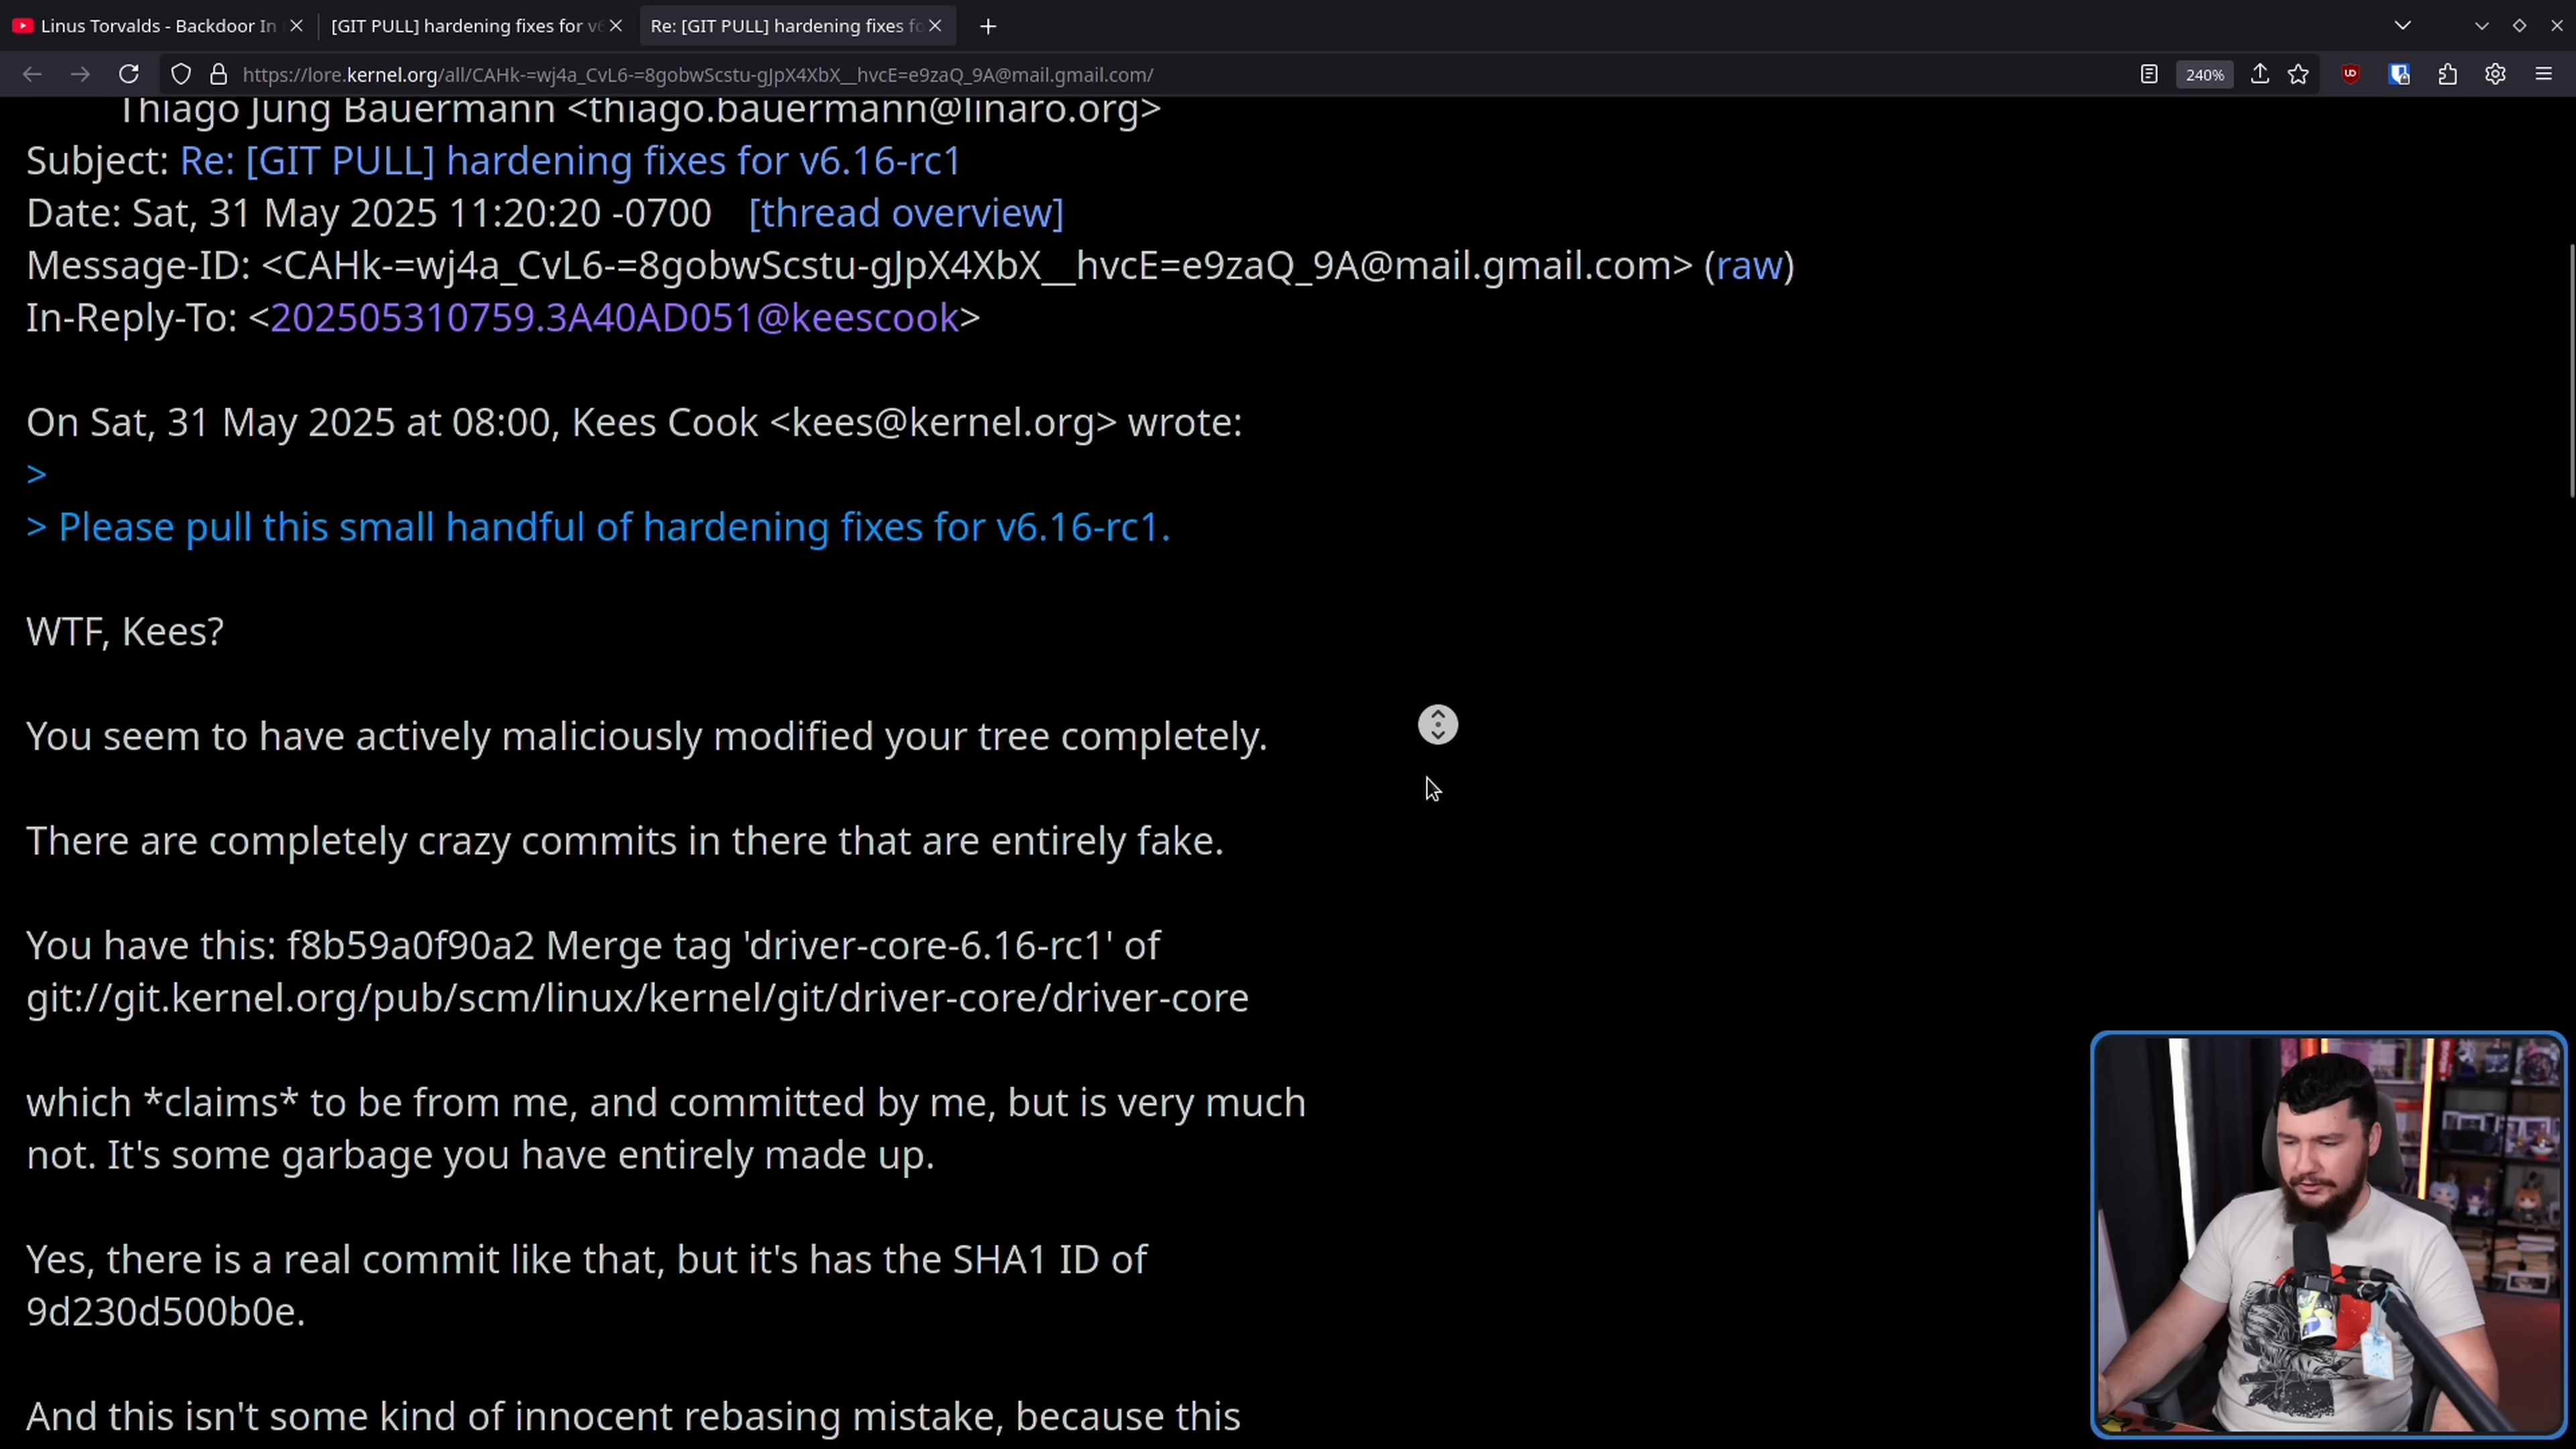 Linus Torvalds - Backdoor In
[GIT PULL] hardening fixes for v6
Re: [GIT PULL] hardening fixes fo
https://lore.kernel.org/all/CAHk-=wj4a_CvL6-=8gobwScstu-gJpX4XbX__hvcE=e9zaQ_9A@mail.gmail.com/
240%
Thiago Jung Bauermann <thiago.bauermann@linaro.org>
Subject: Re: [GIT PULL] hardening fixes for v6.16-rc1
Date: Sat, 31 May 2025 11:20:20 -0700 [thread overview]
Message-ID: <CAHk-=wj4a_CvL6-=8gobwScstu-gJpX4XbX__hvcE=e9zaQ_9A@mail.gmail.com> (raw)
In-Reply-To: <202505310759.3A40AD051@keescook>
On Sat, 31 May 2025 at 08:00, Kees Cook <kees@kernel.org> wrote:
>
> Please pull this small handful of hardening fixes for v6.16-rc1.
WTF, Kees?
You seem to have actively maliciously modified your tree completely.
There are completely crazy commits in there that are entirely fake.
You have this: f8b59a0f90a2 Merge tag 'driver-core-6.16-rc1' of
git://git.kernel.org/pub/scm/linux/kernel/git/driver-core/driver-core
which *claims* to be from me, and committed by me, but is very much
not. It's some garbage you have entirely made up.
Yes, there is a real commit like that, but it's has the SHA1 ID of
9d230d500b0e.
And this isn't some kind of innocent rebasing mistake, because this